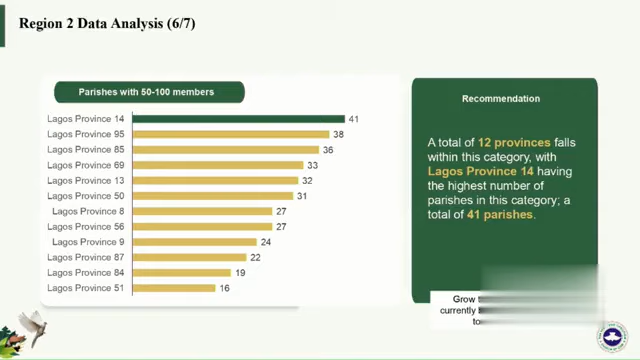 Region 2 Data Analysis (6/7)
Parishes with 50-100 members
Lagos Province 14 41
Lagos Province 95 38
Lagos Province 85 36
Lagos Province 69 33
Lagos Province 13 32
Lagos Province 50 31
Lagos Province 8 27
Lagos Province 56 27
Lagos Province 9 24
Lagos Province 87 22
Lagos Province 84 19
Lagos Province 51 16
Recommendation
A total of 12 provinces falls
within this category, with
Lagos Province 14 having
the highest number of
parishes in this category; a
total of 41 parishes.
Grow
currently